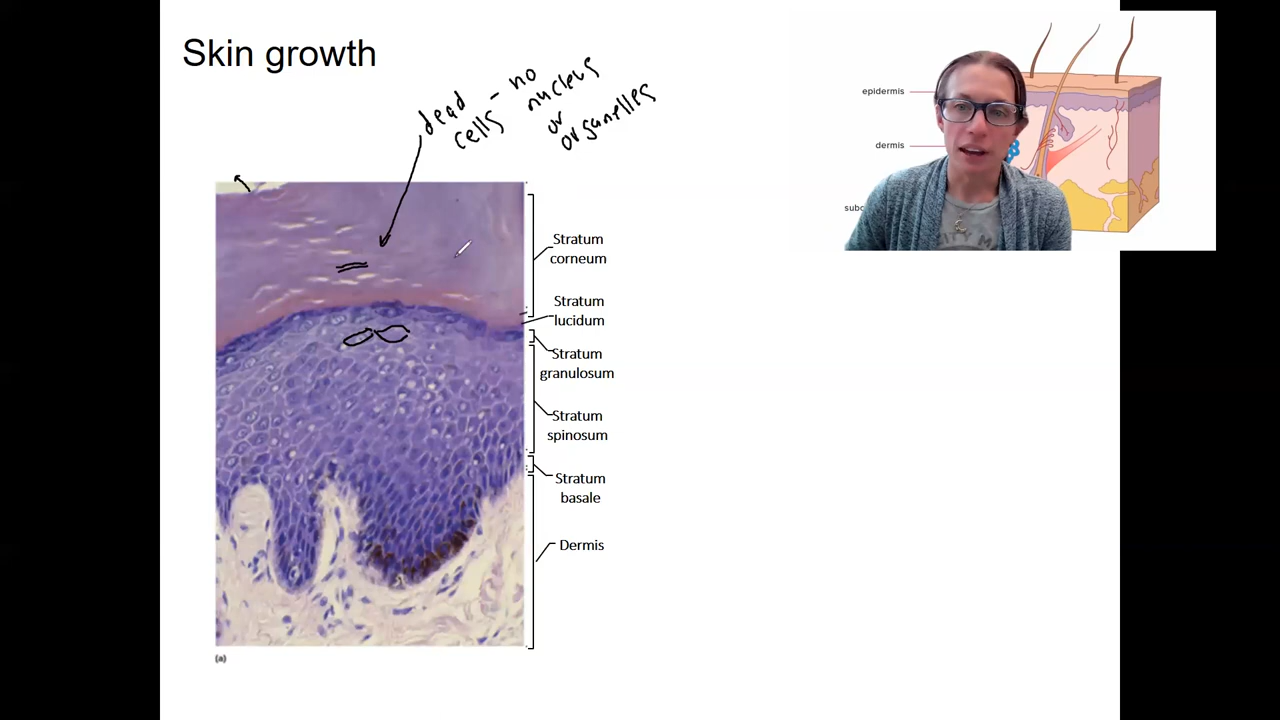 Skin growth
dead
cells - no
nucleus
or
organelles
epidermis
dermis
subc
Stratum
corneum
Stratum
lucidum
Stratum
granulosum
Stratum
spinosum
Stratum
basale
Dermis
(a)